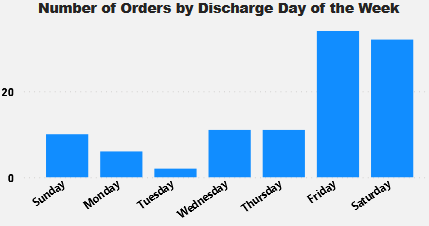 Number of Orders by Discharge Day of the Week
20
0
Sunday
Monday
Tuesday
Wednesday
Thursday
Friday
Saturday